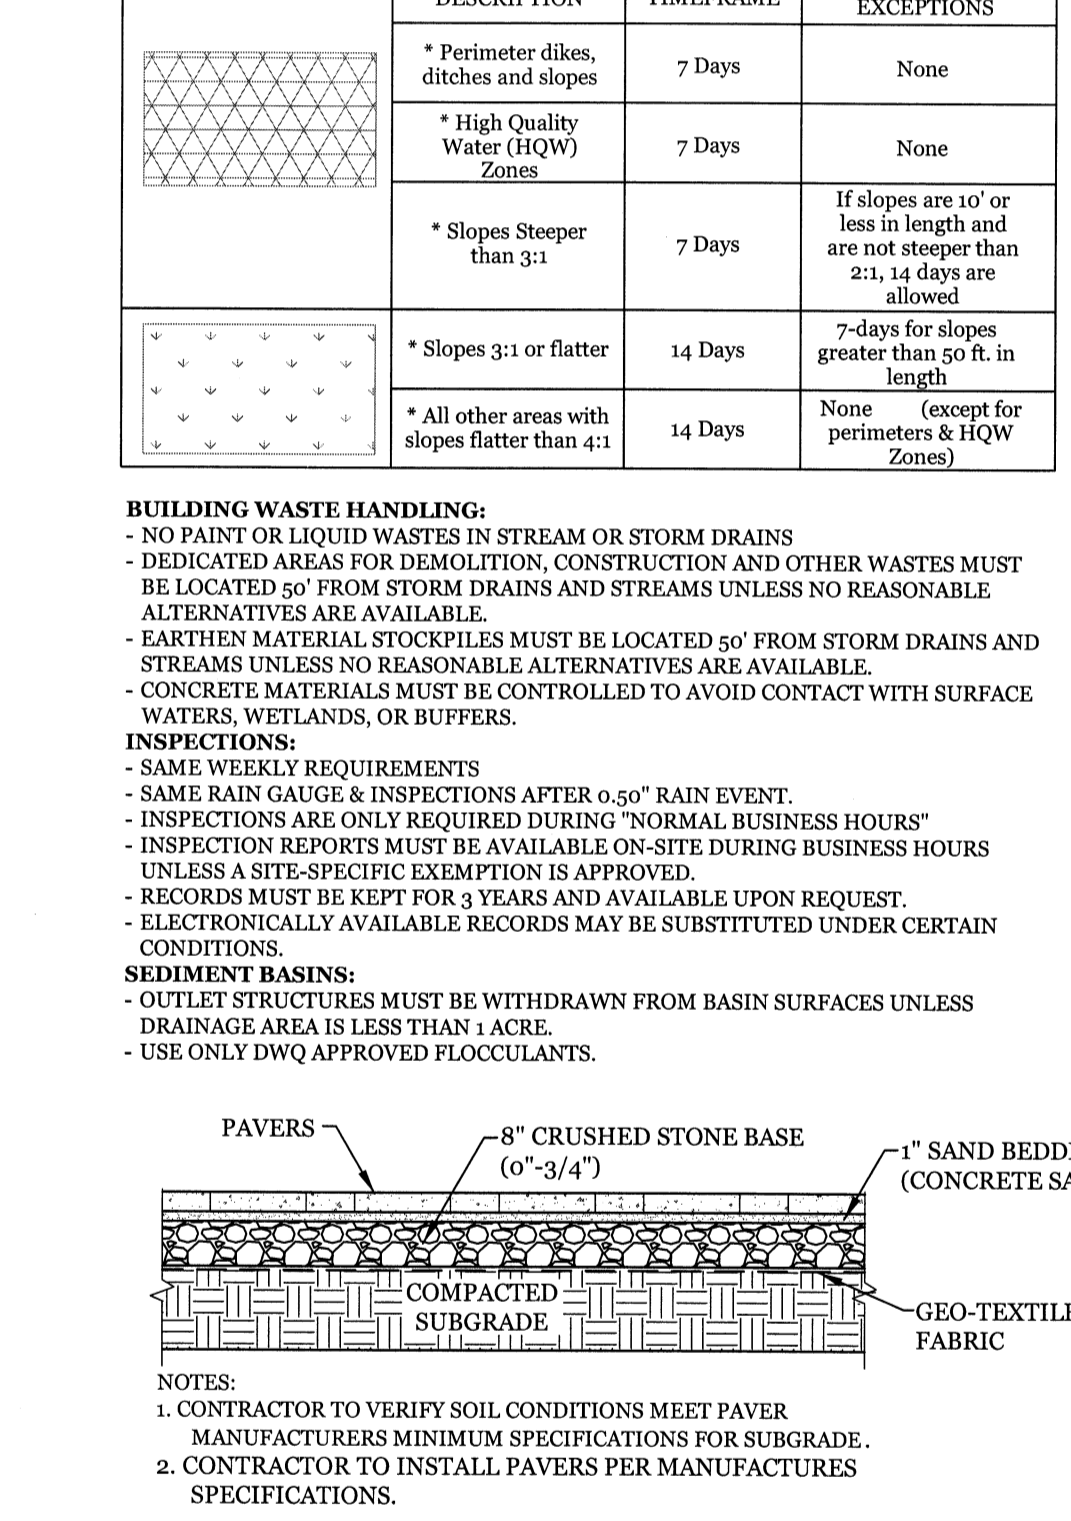 DESCRIPTION TIMEFRAME EXCEPTIONS
* Perimeter dikes,
ditches and slopes
7 Days
None
* High Quality
Water (HQW)
Zones
7 Days
None
* Slopes Steeper
than 3:1
7 Days
If slopes are 10' or
less in length and
are not steeper than
2:1, 14 days are
allowed
* Slopes 3:1 or flatter
14 Days
7-days for slopes
greater than 50 ft. in
length
* All other areas with
slopes flatter than 4:1
14 Days
None (except for
perimeters & HQW
Zones)
BUILDING WASTE HANDLING:
- NO PAINT OR LIQUID WASTES IN STREAM OR STORM DRAINS
- DEDICATED AREAS FOR DEMOLITION, CONSTRUCTION AND OTHER WASTES MUST
BE LOCATED 50' FROM STORM DRAINS AND STREAMS UNLESS NO REASONABLE
ALTERNATIVES ARE AVAILABLE.
- EARTHEN MATERIAL STOCKPILES MUST BE LOCATED 50' FROM STORM DRAINS AND
STREAMS UNLESS NO REASONABLE ALTERNATIVES ARE AVAILABLE.
- CONCRETE MATERIALS MUST BE CONTROLLED TO AVOID CONTACT WITH SURFACE
WATERS, WETLANDS, OR BUFFERS.
INSPECTIONS:
- SAME WEEKLY REQUIREMENTS
- SAME RAIN GAUGE & INSPECTIONS AFTER 0.50" RAIN EVENT.
- INSPECTIONS ARE ONLY REQUIRED DURING "NORMAL BUSINESS HOURS"
- INSPECTION REPORTS MUST BE AVAILABLE ON-SITE DURING BUSINESS HOURS
UNLESS A SITE-SPECIFIC EXEMPTION IS APPROVED.
- RECORDS MUST BE KEPT FOR 3 YEARS AND AVAILABLE UPON REQUEST.
- ELECTRONICALLY AVAILABLE RECORDS MAY BE SUBSTITUTED UNDER CERTAIN
CONDITIONS.
SEDIMENT BASINS:
- OUTLET STRUCTURES MUST BE WITHDRAWN FROM BASIN SURFACES UNLESS
DRAINAGE AREA IS LESS THAN 1 ACRE.
- USE ONLY DWQ APPROVED FLOCCULANTS.
PAVERS
8" CRUSHED STONE BASE
(0"-3/4")
1" SAND BEDD
(CONCRETE SA
COMPACTED
SUBGRADE
GEO-TEXTILE
FABRIC
NOTES:
1. CONTRACTOR TO VERIFY SOIL CONDITIONS MEET PAVER
MANUFACTURERS MINIMUM SPECIFICATIONS FOR SUBGRADE.
2. CONTRACTOR TO INSTALL PAVERS PER MANUFACTURES
SPECIFICATIONS.